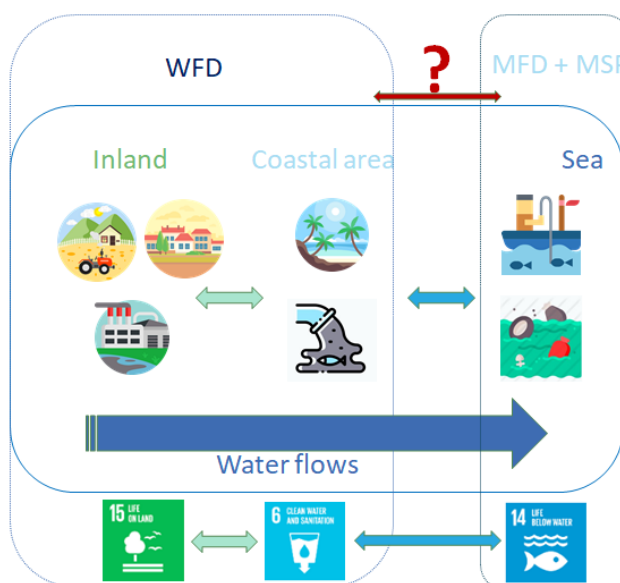 WFD
?
MFD + MSP
Inland
Coastal area
Sea
Water flows
15 LIFE
ON LAND
6 CLEAN WATER
AND SANITATION
14 LIFE
BELOW WATER